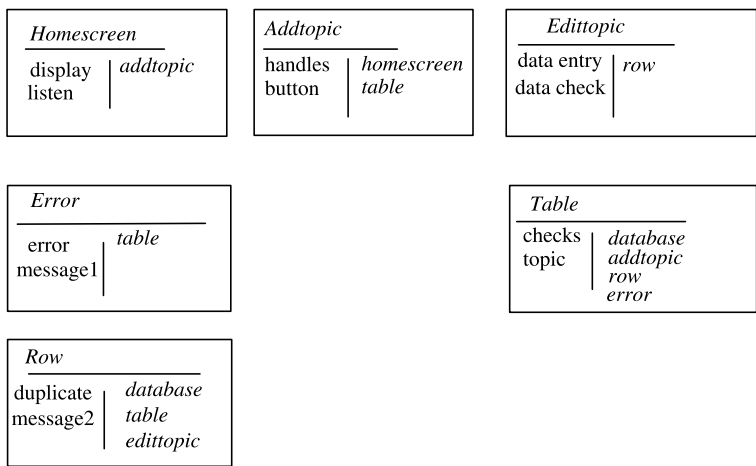 Homescreen
display addtopic
listen
Addtopic
handles homescreen
button table
Edittopic
data entry row
data check
Error
error table
message1
Table
checks database
topic addtopic
row
error
Row
duplicate database
message2 table
edittopic